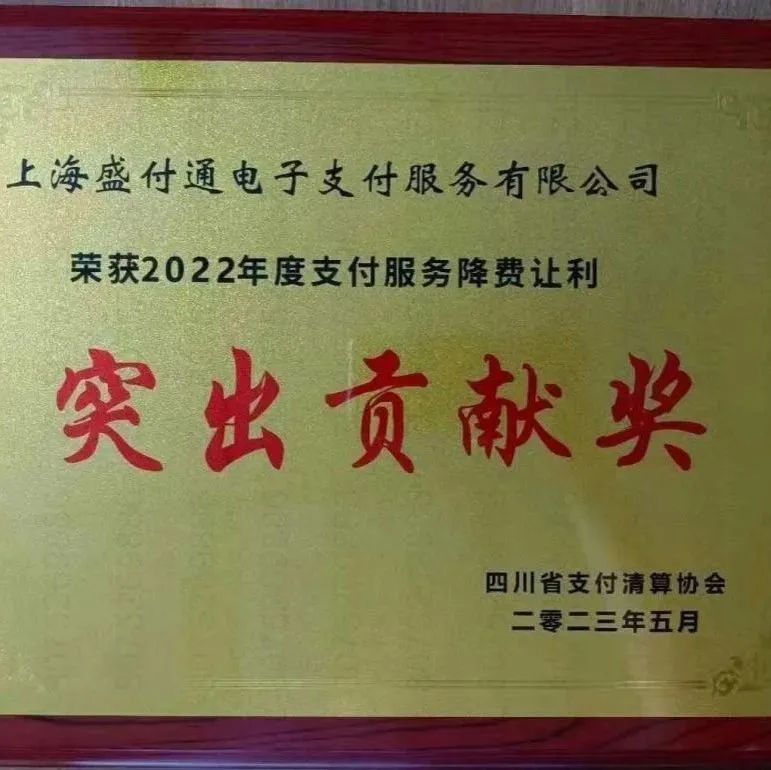 上海盛付通电子支付服务有限公司
荣获2022年度支付服务降费让利
突出贡献奖
四川省支付清算协会
二零二三年五月